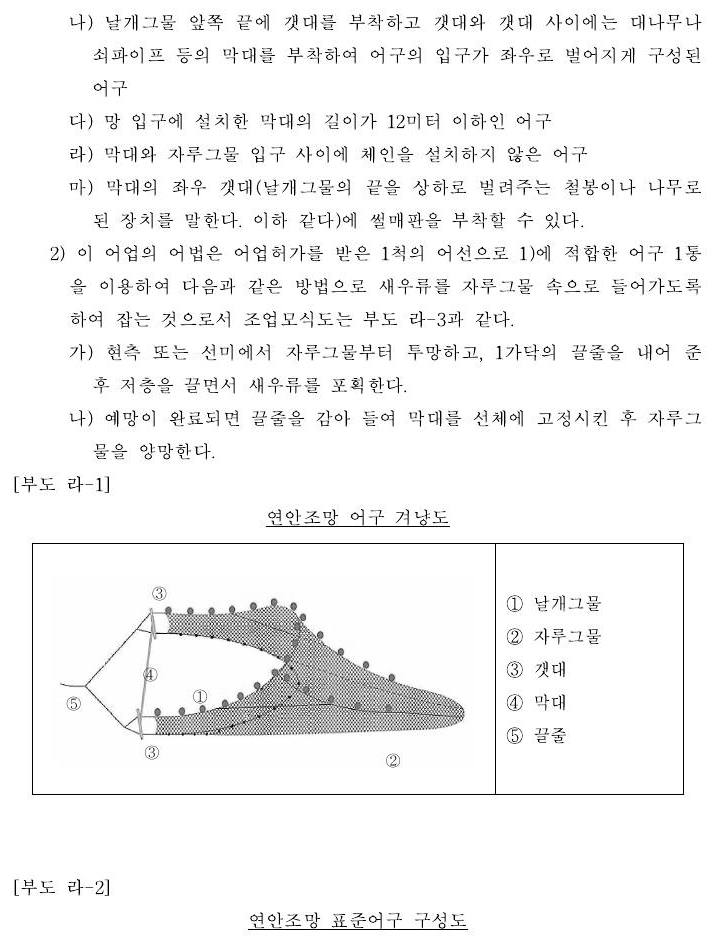 나) 날개그물 앞쪽 끝에 갯대를 부착하고 갯대와 갯대 사이에는 대나무나
쇠파이프 등의 막대를 부착하여 어구의 입구가 좌우로 벌어지게 구성된
어구
다) 망 입구에 설치한 막대의 길이가 12미터 이하인 어구
라) 막대와 자루그물 입구 사이에 체인을 설치하지 않은 어구
마) 막대의 좌우 갯대(날개그물의 끝을 상하로 벌려주는 철봉이나 나무로
된 장치를 말한다. 이하 같다)에 썰매판을 부착할 수 있다.
2) 이 어업의 어법은 어업허가를 받은 1척의 어선으로 1)에 적합한 어구 1통
을 이용하여 다음과 같은 방법으로 새우류를 자루그물 속으로 들어가도록
하여 잡는 것으로서 조업모식도는 부도 라-3과 같다.
가) 현측 또는 선미에서 자루그물부터 투망하고, 1가닥의 끌줄을 내어 준
후 저층을 끌면서 새우류를 포획한다.
나) 예망이 완료되면 끌줄을 감아 들여 막대를 선체에 고정시킨 후 자루그
물을 양망한다.
[부도 라-1]
연안조망 어구 겨냥도
③
④
①
⑤
③
②
① 날개그물
② 자루그물
③ 갯대
④ 막대
⑤ 끌줄
[부도 라-2]
연안조망 표준어구 구성도